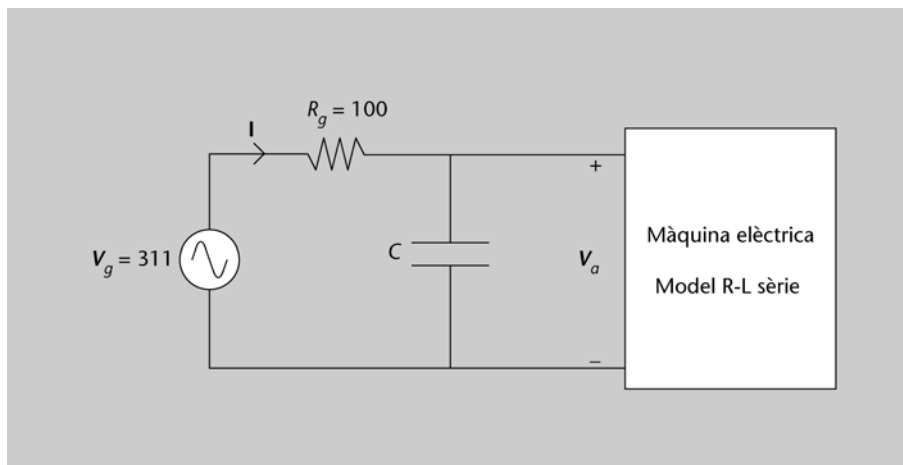 R_g = 100
I
V_g = 311
C
+
V_a
−
Màquina elèctrica
Model R-L sèrie